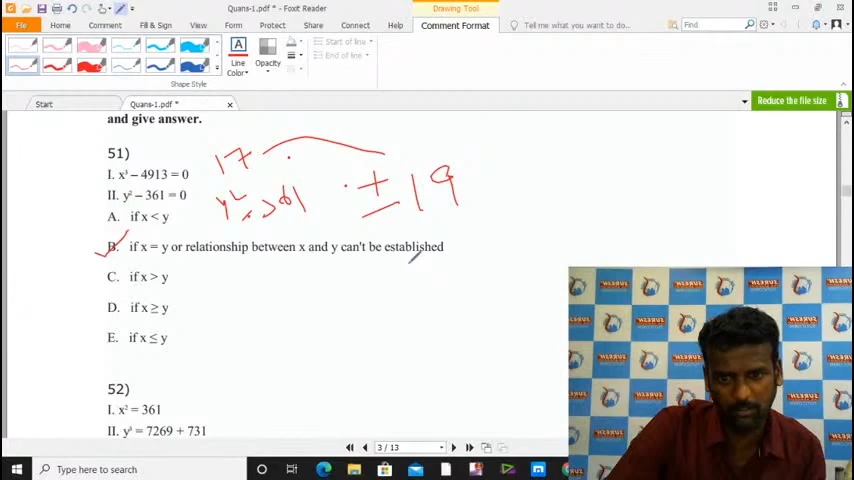 Quans-1.pdf * - Foxit Reader
Drawing Tool
File Home Comment Fill & Sign View Form Protect Share Connect Help Comment Format Tell me what you want to do... Find
Line Color Opacity Start of line End of line
Shape Style
Start Quans-1.pdf * Reduce the file size
and give answer.
51)
I. x³ – 4913 = 0
17
II. y² – 361 = 0
y² = 361 ± 19
A. if x < y
B. if x = y or relationship between x and y can't be established
C. if x > y
D. if x ≥ y
E. if x ≤ y
52)
I. x² = 361
SURESH
3 / 13
Type here to search